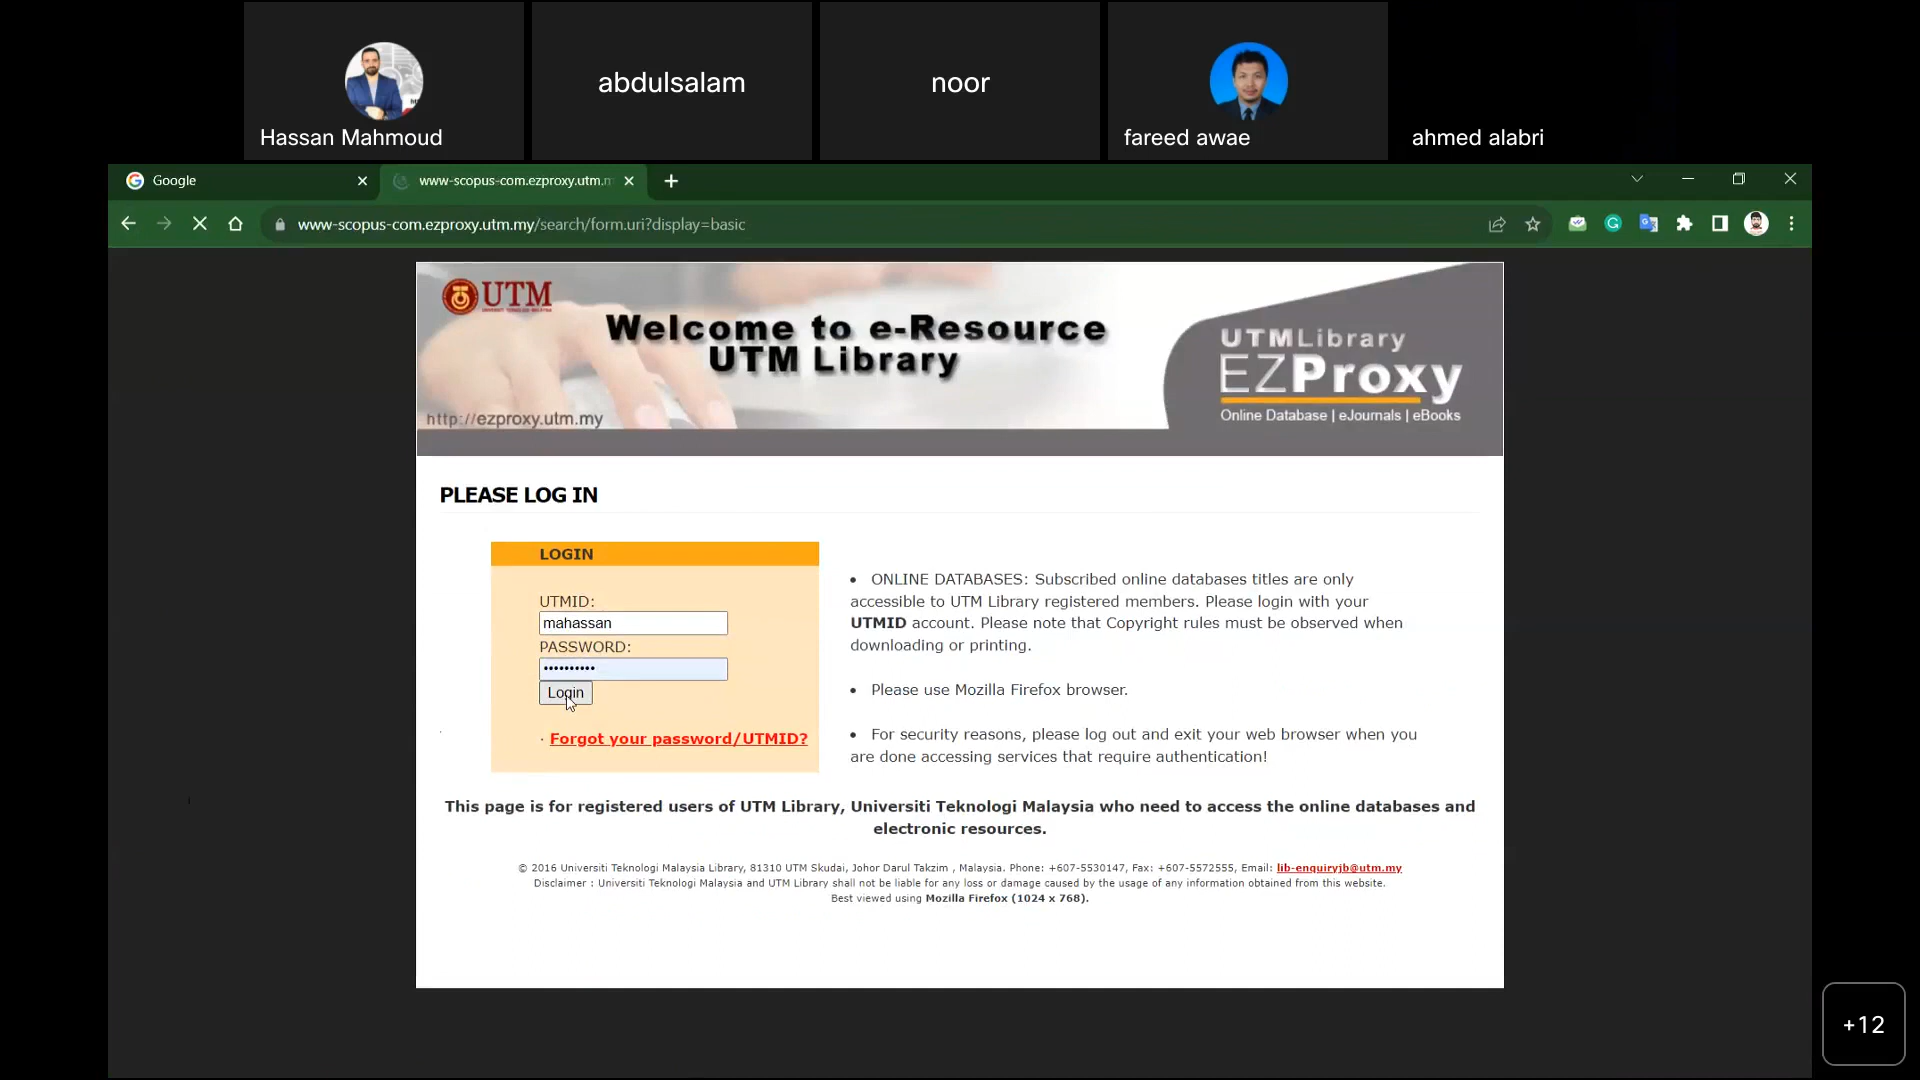 Hassan Mahmoud
abdulsalam
noor
fareed awae
ahmed alabri
Google
www-scopus-com.ezproxy.utm.m
www-scopus-com.ezproxy.utm.my/search/form.uri?display=basic
UTM
Welcome to e-Resource
UTM Library
http://ezproxy.utm.my
UTMLibrary
EZProxy
Online Database | eJournals | eBooks
PLEASE LOG IN
LOGIN
UTMID:
mahassan
PASSWORD:
••••••••••
Login
· Forgot your password/UTMID?
• ONLINE DATABASES: Subscribed online databases titles are only
accessible to UTM Library registered members. Please login with your
UTMID account. Please note that Copyright rules must be observed when
downloading or printing.
• Please use Mozilla Firefox browser.
• For security reasons, please log out and exit your web browser when you
are done accessing services that require authentication!
This page is for registered users of UTM Library, Universiti Teknologi Malaysia who need to access the online databases and
electronic resources.
© 2016 Universiti Teknologi Malaysia Library, 81310 UTM Skudai, Johor Darul Takzim , Malaysia. Phone: +607-5530147, Fax: +607-5572555, Email: lib-enquiryjb@utm.my
Disclaimer : Universiti Teknologi Malaysia and UTM Library shall not be liable for any loss or damage caused by the usage of any information obtained from this website.
Best viewed using Mozilla Firefox (1024 x 768).
+12